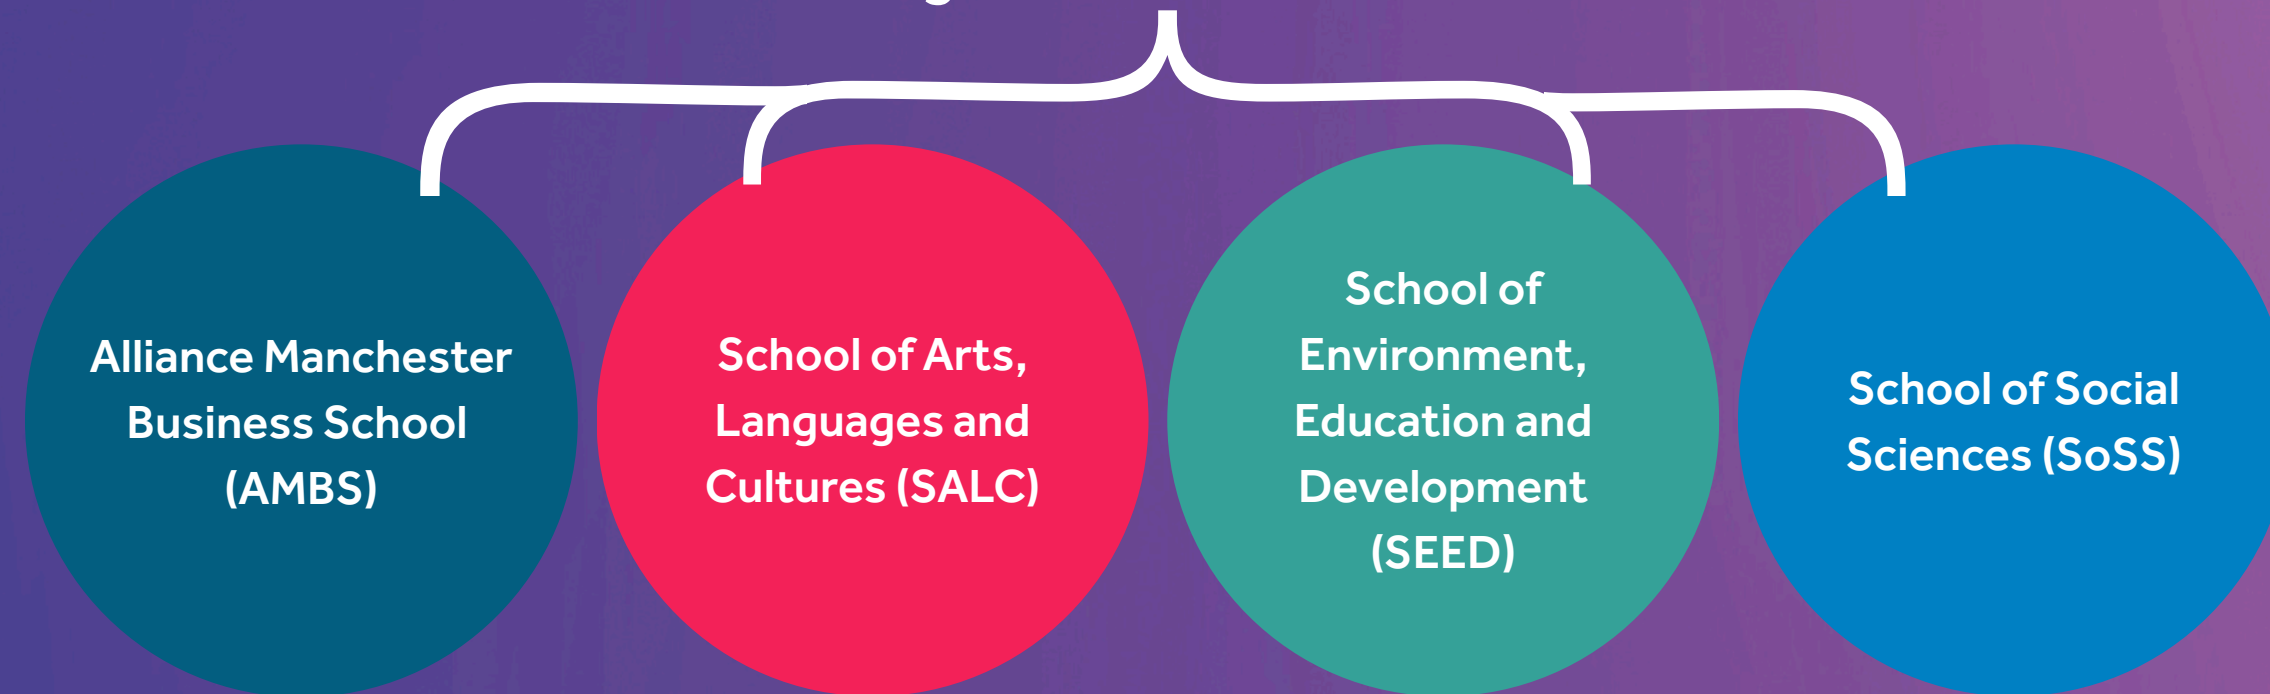 Alliance Manchester
Business School
(AMBS)
School of Arts,
Languages and
Cultures (SALC)
School of
Environment,
Education and
Development
(SEED)
School of Social
Sciences (SoSS)